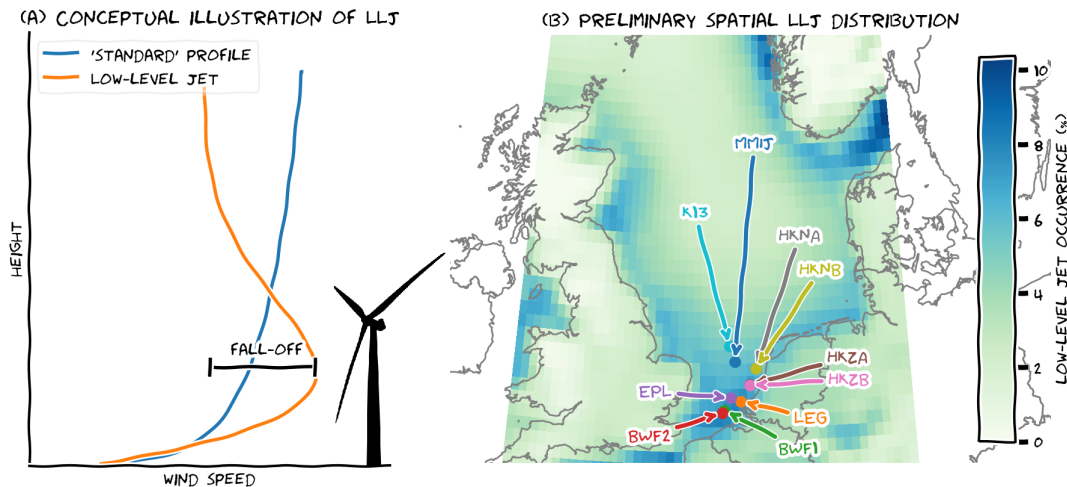 (A) CONCEPTUAL ILLUSTRATION OF LLJ
'STANDARD' PROFILE
LOW-LEVEL JET
HEIGHT
FALL-OFF
WIND SPEED
(B) PRELIMINARY SPATIAL LLJ DISTRIBUTION
MMIJ
K13
HKNA
HKNB
HKZA
HKZB
EPL
LEG
BWF2
BWF1
10
8
6
4
2
0
LOW-LEVEL JET OCCURRENCE (%)